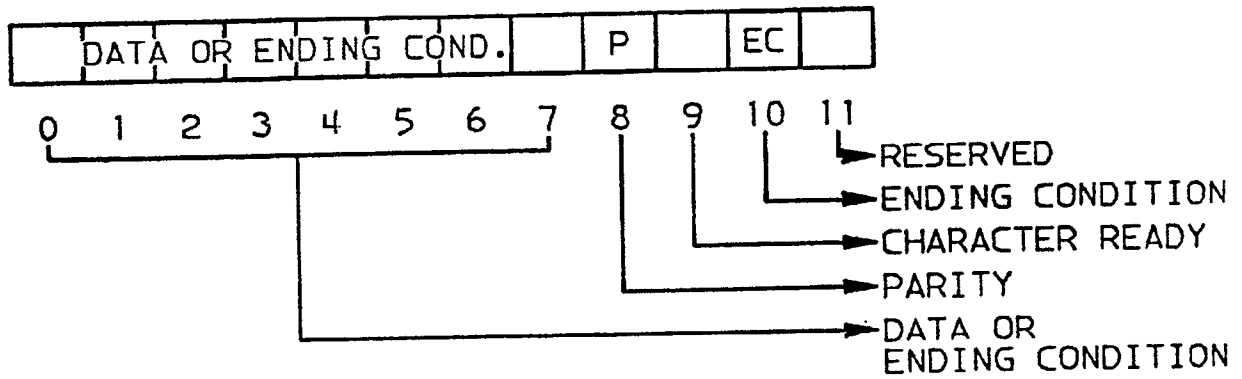 DATA OR ENDING COND. P EC
0 1 2 3 4 5 6 7 8 9 10 11
RESERVED
ENDING CONDITION
CHARACTER READY
PARITY
DATA OR
ENDING CONDITION